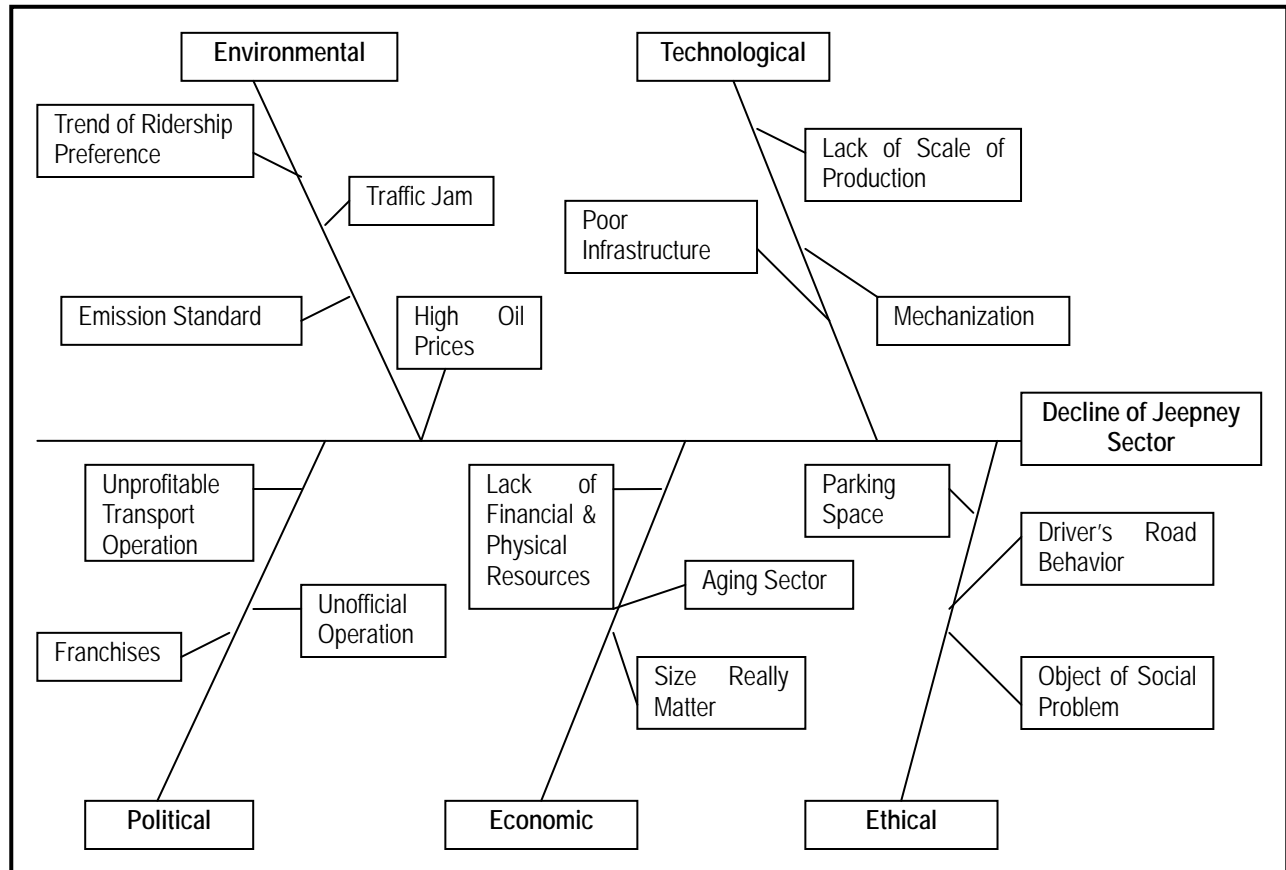 Environmental
Technological
Trend of Ridership
Preference
Lack of Scale of
Production
Traffic Jam
Poor
Infrastructure
Emission Standard
High Oil
Prices
Mechanization
Decline of Jeepney
Sector
Unprofitable
Transport
Operation
Lack of
Financial &
Physical
Resources
Parking
Space
Driver's Road
Behavior
Aging Sector
Unofficial
Operation
Franchises
Size Really
Matter
Object of Social
Problem
Political
Economic
Ethical